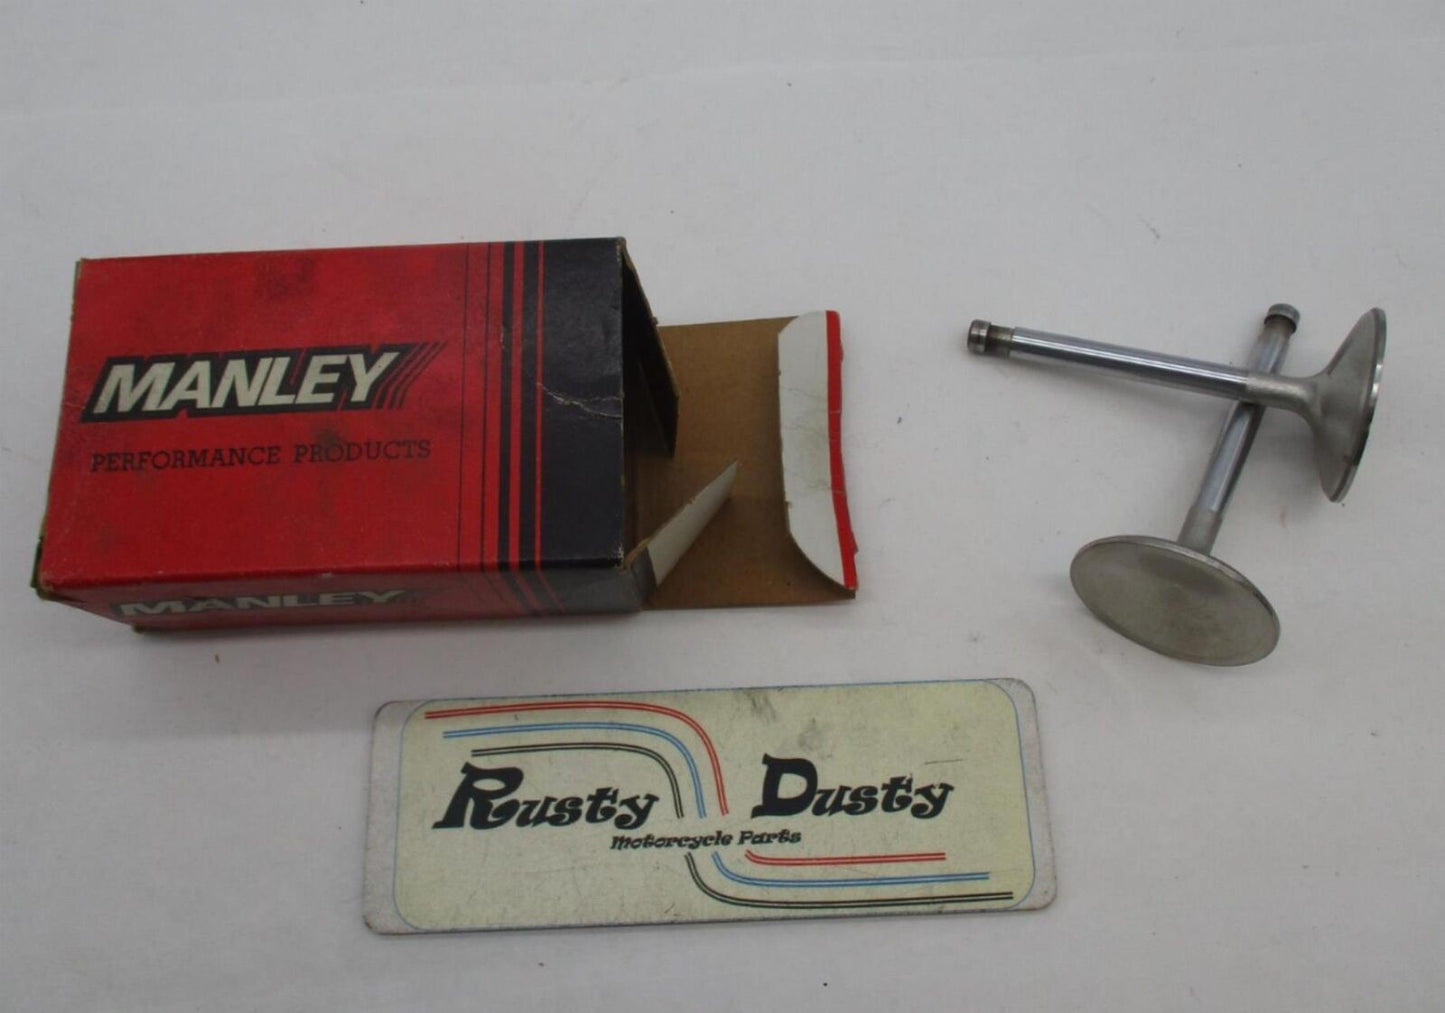 MANLEY
PERFORMANCE PRODUCTS
MANLEY
Rusty Dusty
Motorcycle Parts